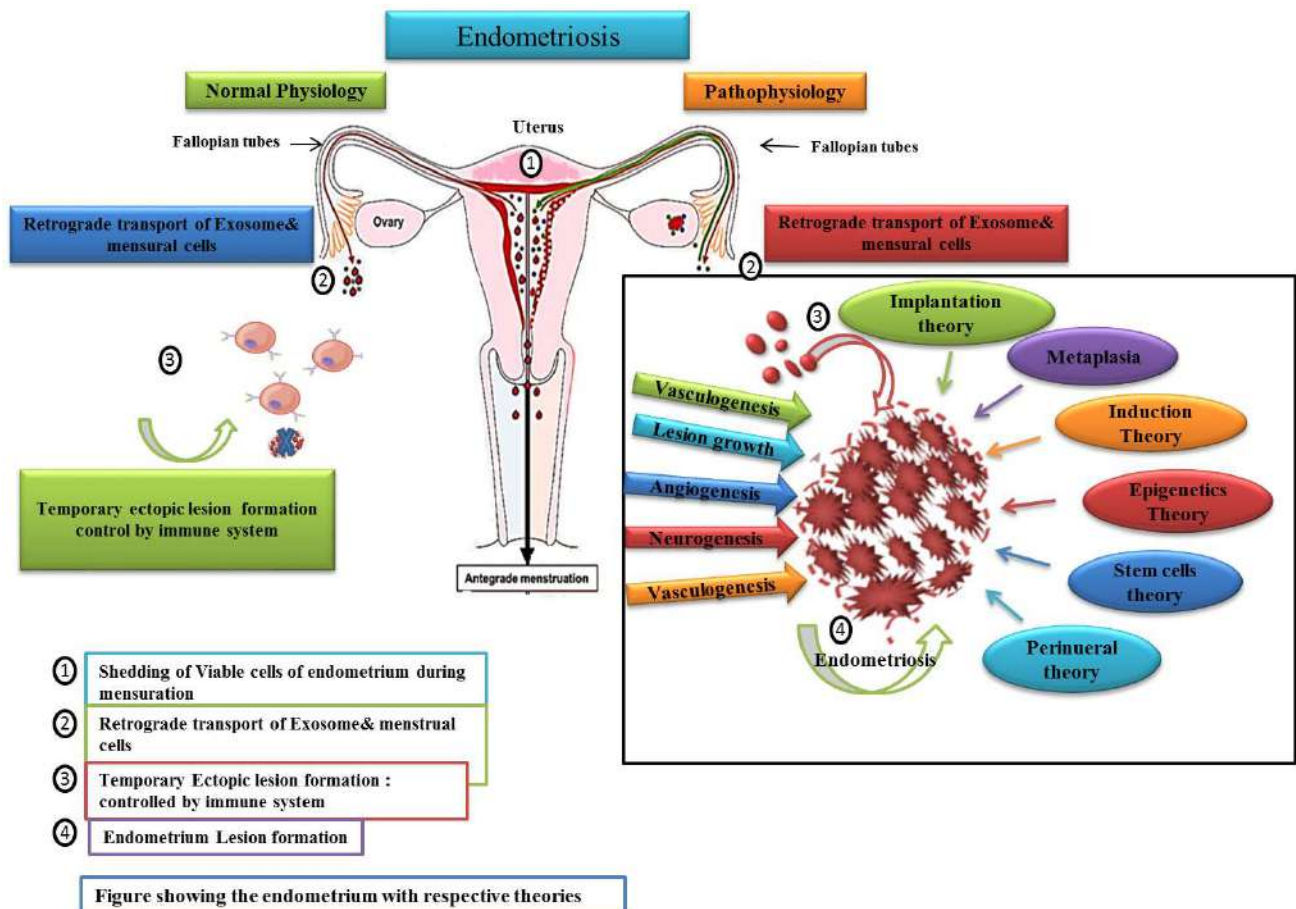 Endometriosis
Normal Physiology
Pathophysiology
Uterus
Fallopian tubes
Fallopian tubes
1
Ovary
Retrograde transport of Exosome&
mensural cells
Retrograde transport of Exosome&
mensural cells
2
2
3
Temporary ectopic lesion formation
control by immune system
Antegrade menstruation
3
Implantation
theory
Metaplasia
Induction
Theory
Epigenetics
Theory
Stem cells
theory
Perinueral
theory
Vasculogenesis
Lesion growth
Angiogenesis
Neurogenesis
Vasculogenesis
4
Endometriosis
1 Shedding of Viable cells of endometrium during
mensuration
2 Retrograde transport of Exosome& menstrual
cells
3 Temporary Ectopic lesion formation :
controlled by immune system
4 Endometrium Lesion formation
Figure showing the endometrium with respective theories